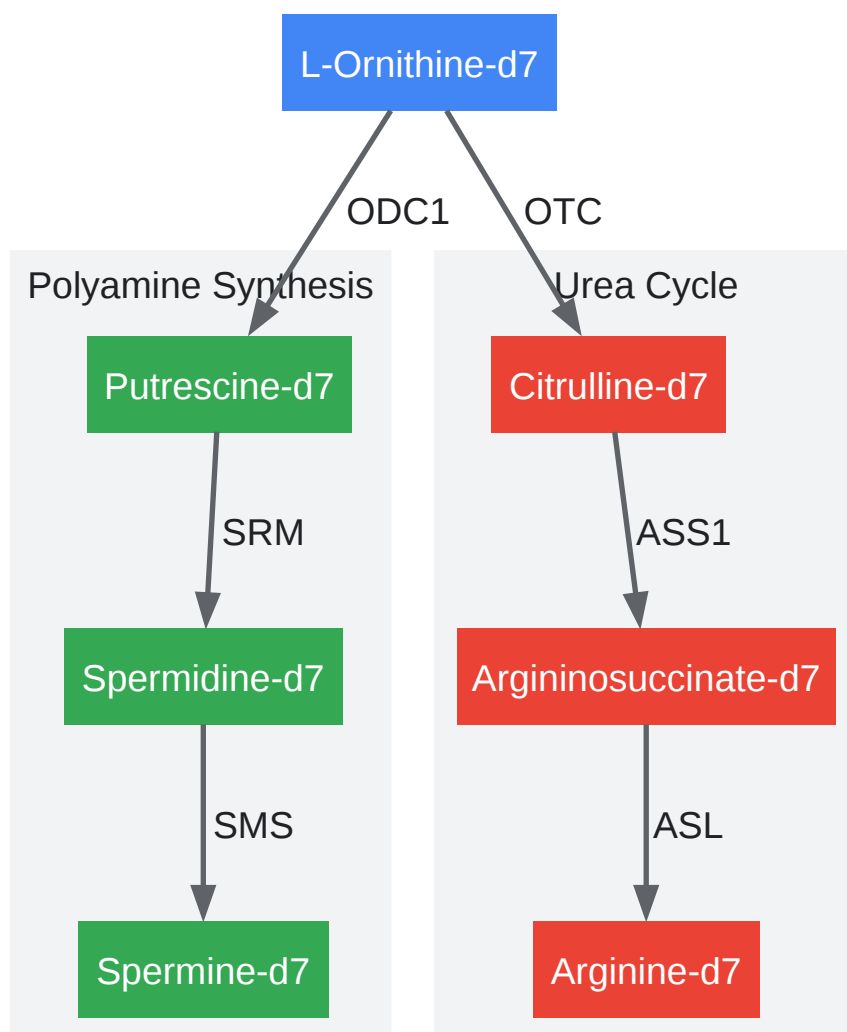 L-Ornithine-d7
ODC1
OTC
Polyamine Synthesis
Urea Cycle
Putrescine-d7
Citrulline-d7
SRM
ASS1
Spermidine-d7
Argininosuccinate-d7
SMS
ASL
Spermine-d7
Arginine-d7